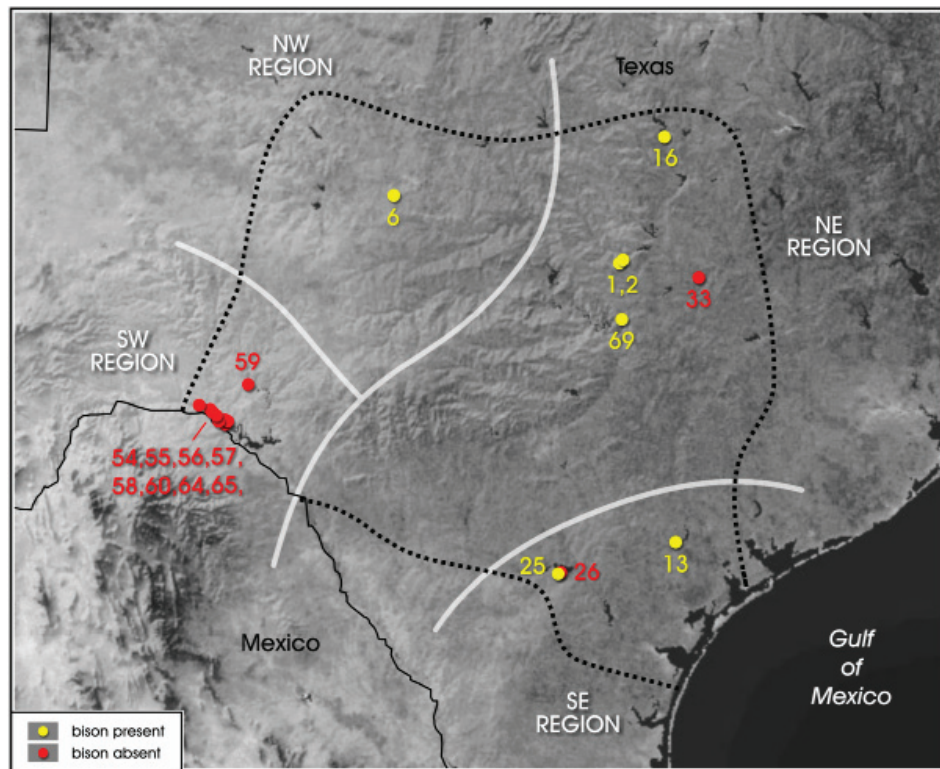 NW
REGION
Texas
16
6
NE
REGION
1,2
33
69
SW
REGION
59
54,55,56,57,
58,60,64,65,
25
26
13
Mexico
Gulf
of
Mexico
SE
REGION
bison present
bison absent